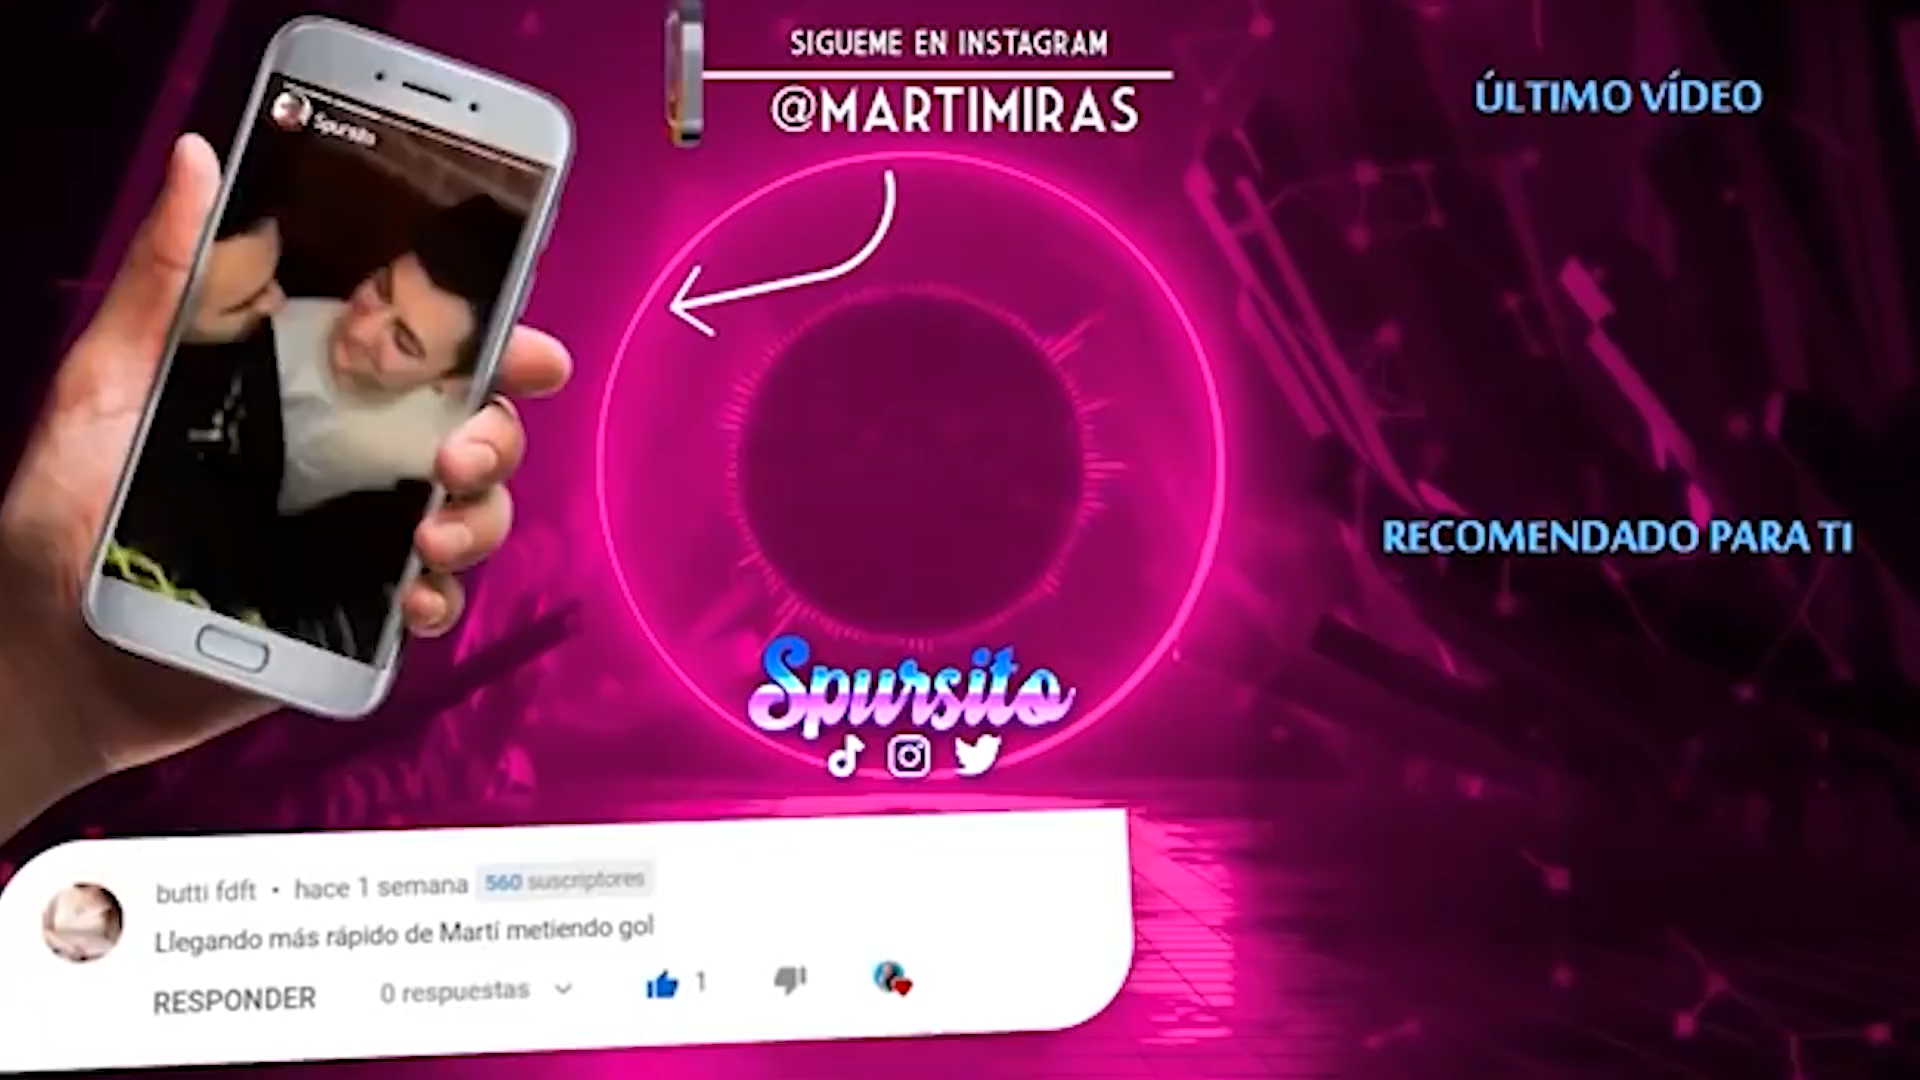 SIGUEME EN INSTAGRAM
@MARTIMIRAS
ÚLTIMO VÍDEO
Spursito
RECOMENDADO PARA TI
Spursito
butti fdft • hace 1 semana 560 suscriptores
Llegando más rápido de Martí metiendo gol
RESPONDER 0 respuestas 1